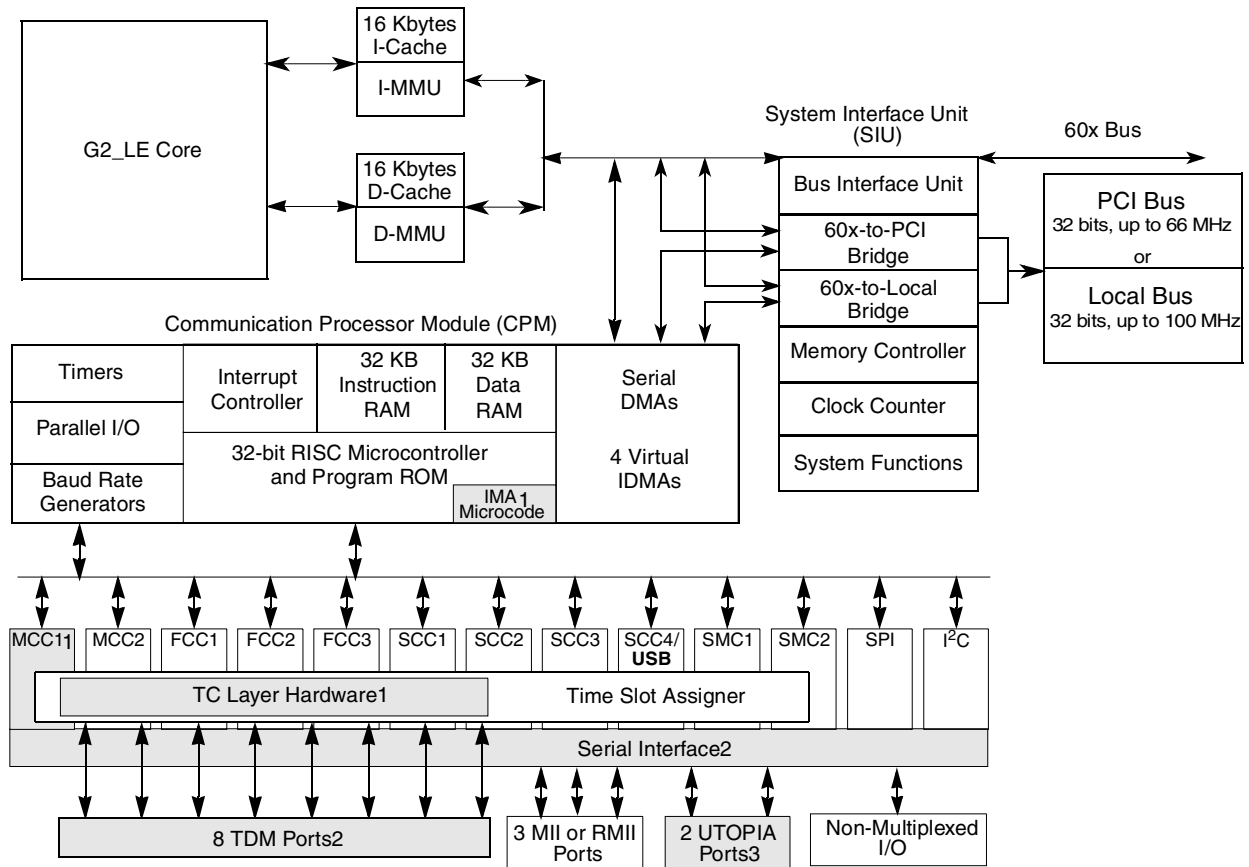 16 Kbytes
I-Cache
I-MMU
G2_LE Core
16 Kbytes
D-Cache
D-MMU
System Interface Unit
(SIU)
60x Bus
Bus Interface Unit
60x-to-PCI
Bridge
60x-to-Local
Bridge
Memory Controller
Clock Counter
System Functions
PCI Bus
32 bits, up to 66 MHz
or
Local Bus
32 bits, up to 100 MHz
Communication Processor Module (CPM)
Timers
Parallel I/O
Baud Rate
Generators
Interrupt
Controller
32 KB
Instruction
RAM
32 KB
Data
RAM
32-bit RISC Microcontroller
and Program ROM
IMA1
Microcode
Serial
DMAs
4 Virtual
IDMAs
MCC11
MCC2
FCC1
FCC2
FCC3
SCC1
SCC2
SCC3
SCC4/
USB
SMC1
SMC2
SPI
I²C
TC Layer Hardware1
Time Slot Assigner
Serial Interface2
8 TDM Ports2
3 MII or RMII
Ports
2 UTOPIA
Ports3
Non-Multiplexed
I/O